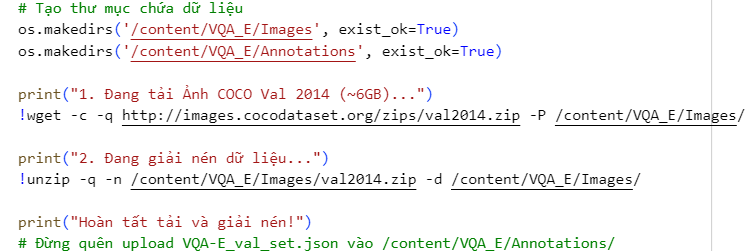 # Tạo thư mục chứa dữ liệu
os.makedirs('/content/VQA_E/Images', exist_ok=True)
os.makedirs('/content/VQA_E/Annotations', exist_ok=True)
print("1. Đang tải Ảnh COCO Val 2014 (~6GB)...")
!wget -c -q http://images.cocodataset.org/zips/val2014.zip -P /content/VQA_E/Images/
print("2. Đang giải nén dữ liệu...")
!unzip -q -n /content/VQA_E/Images/val2014.zip -d /content/VQA_E/Images/
print("Hoàn tất tải và giải nén!")
# Đừng quên upload VQA-E_val_set.json vào /content/VQA_E/Annotations/